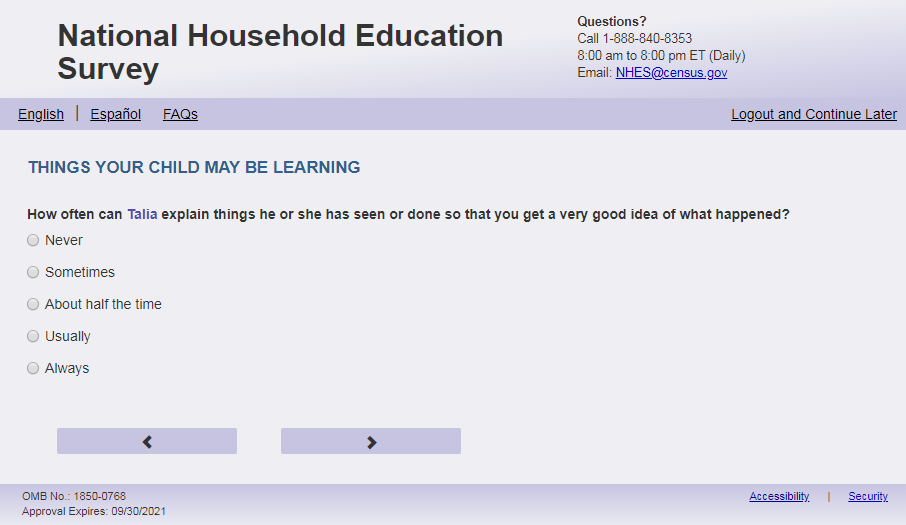 National Household Education
Survey
Questions?
Call 1-888-840-8353
8:00 am to 8:00 pm ET (Daily)
Email: NHES@census.gov
English | Español FAQs
Logout and Continue Later
THINGS YOUR CHILD MAY BE LEARNING
How often can Talia explain things he or she has seen or done so that you get a very good idea of what happened?
Never
Sometimes
About half the time
Usually
Always
OMB No.: 1850-0768
Approval Expires: 09/30/2021
Accessibility | Security